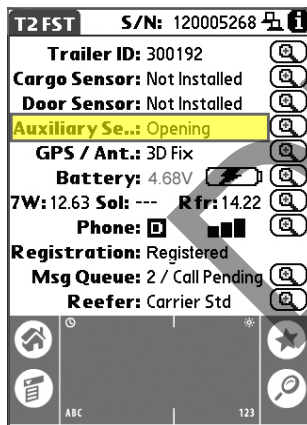 T2 FST S/N: 120005268
Trailer ID: 300192
Cargo Sensor: Not Installed
Door Sensor: Not Installed
Auxiliary Se..: Opening
GPS / Ant.: 3D Fix
Battery: 4.68V
7W: 12.63 Sol: --- Rfr: 14.22
Phone: D
Registration: Registered
Msg Queue: 2 / Call Pending
Reefer: Carrier Std
ABC 123